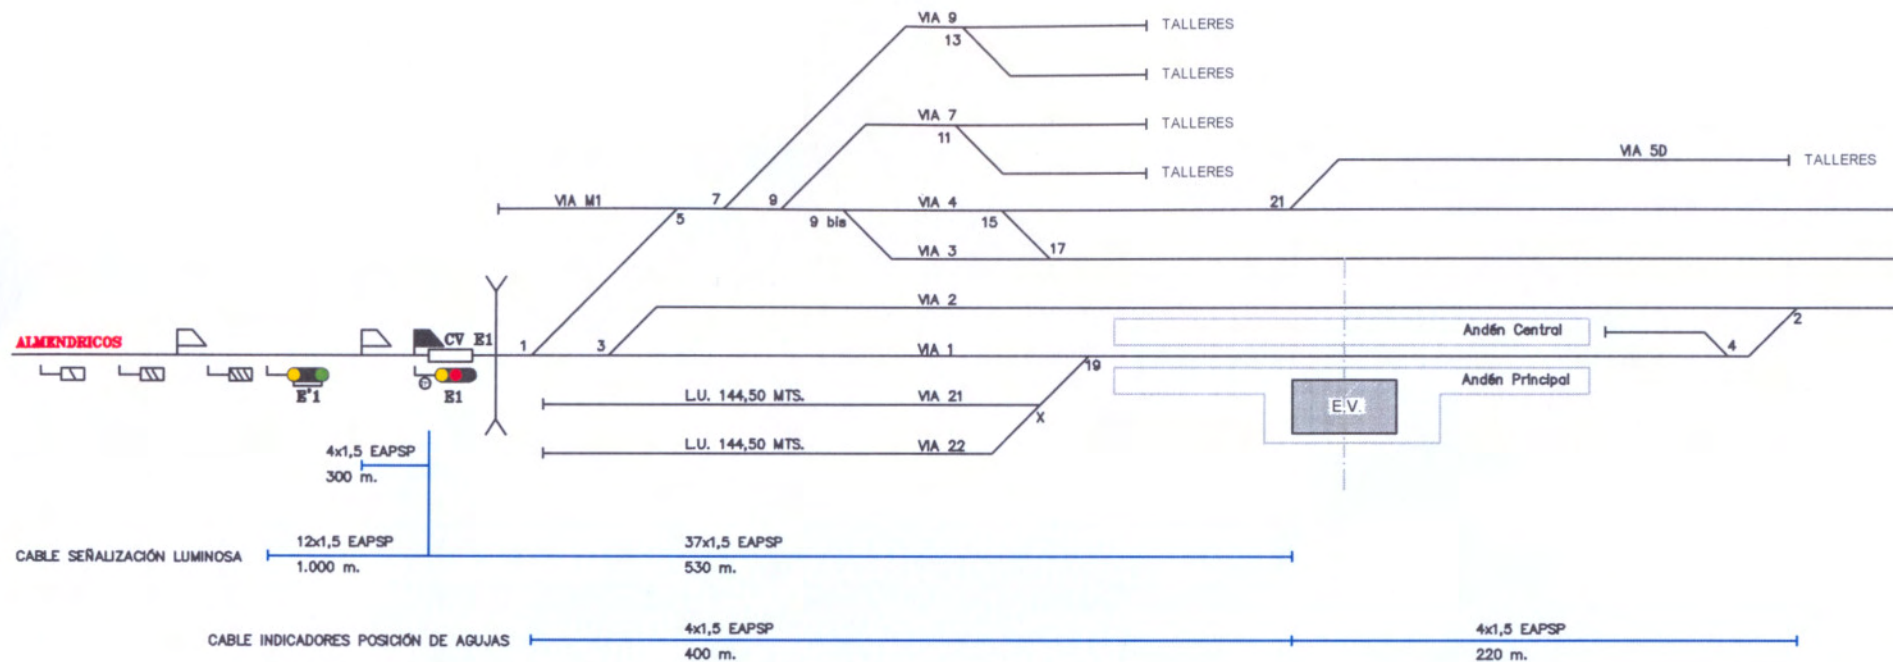 VIA 9
TALLERES
13
TALLERES
VIA 7
TALLERES
11
VIA 5D
TALLERES
TALLERES
VIA M1
7
9
VIA 4
21
5
9 bis
15
17
VIA 3
VIA 2
2
Andén Central
ALMENDRICOS
CV E1
1
3
VIA 1
4
19
Andén Principal
E'1
E1
L.U. 144,50 MTS.
VIA 21
E.V.
X
L.U. 144,50 MTS.
VIA 22
4x1,5 EAPSP
300 m.
12x1,5 EAPSP
37x1,5 EAPSP
CABLE SEÑALIZACIÓN LUMINOSA
1.000 m.
530 m.
4x1,5 EAPSP
4x1,5 EAPSP
CABLE INDICADORES POSICIÓN DE AGUJAS
400 m.
220 m.